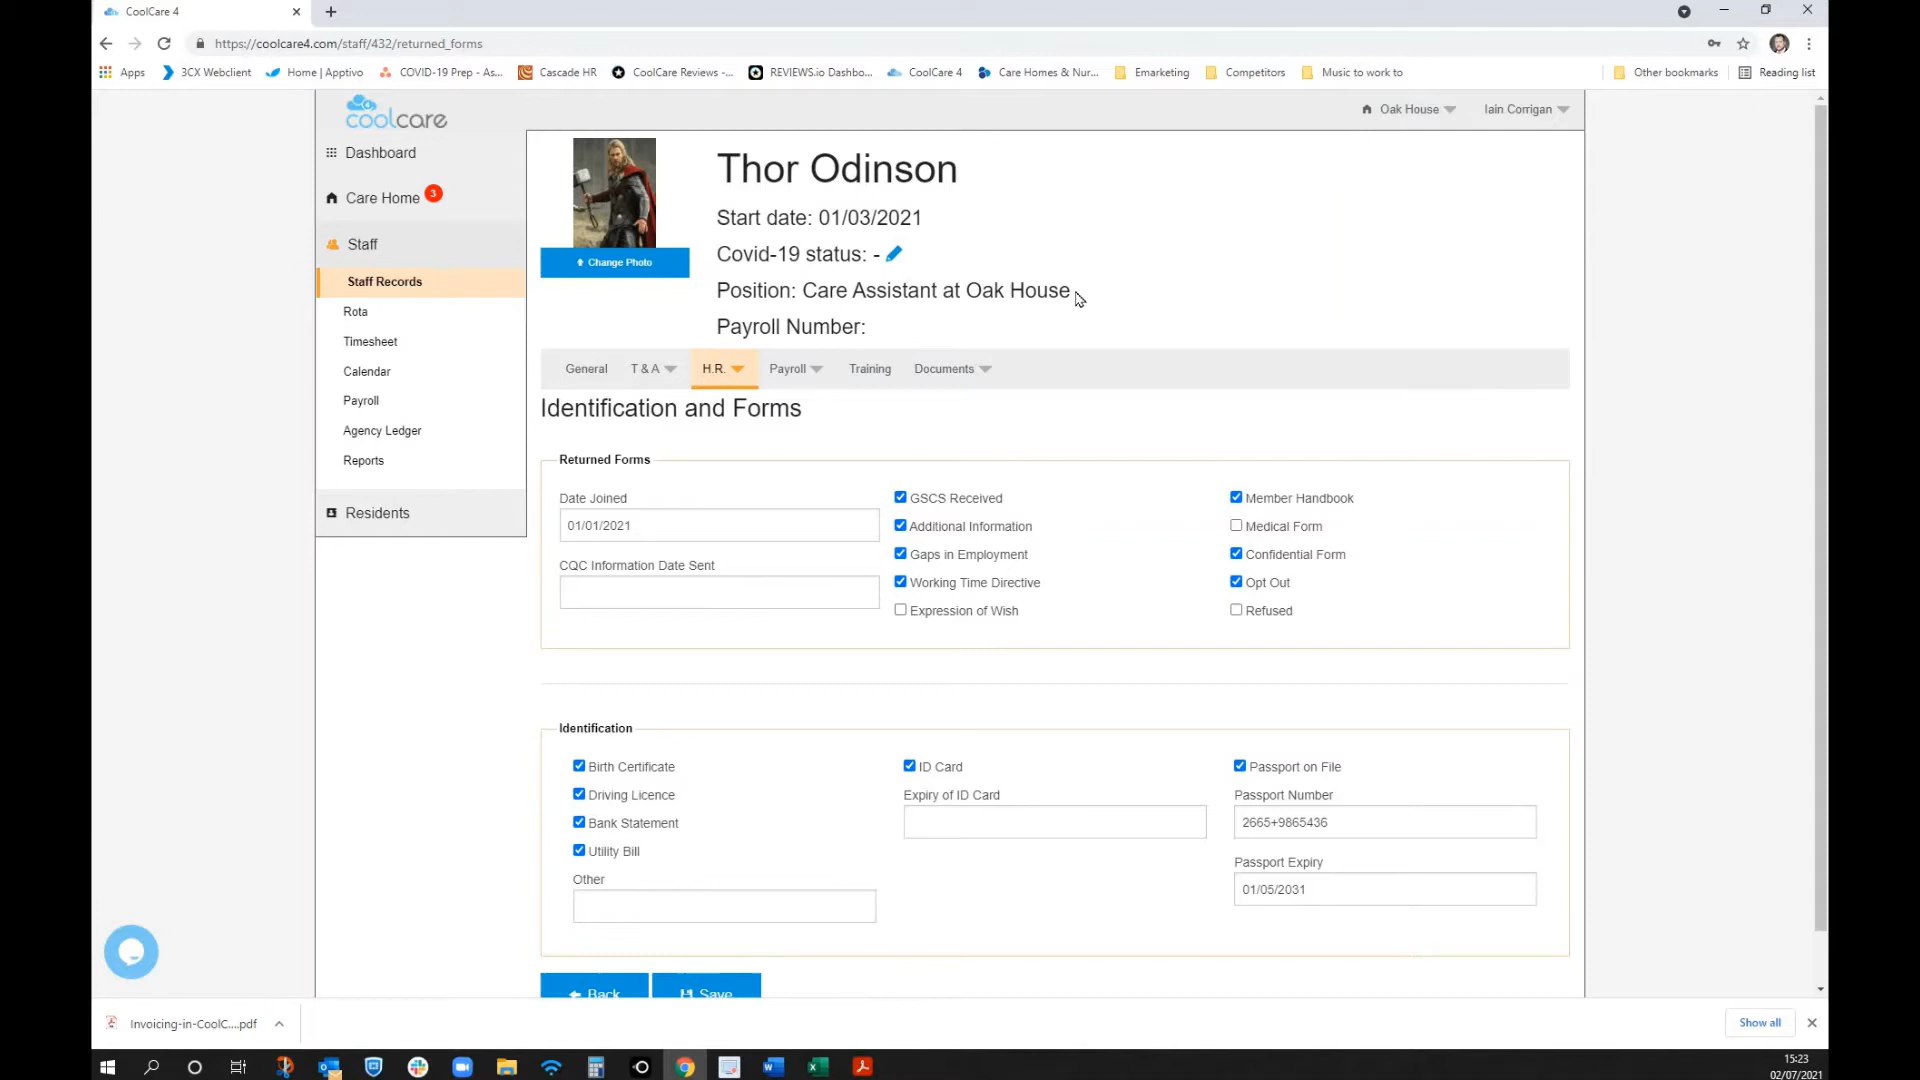 CoolCare 4
https://coolcare4.com/staff/432/returned_forms
Apps 3CX Webclient Home | Apptivo COVID-19 Prep - As... Cascade HR CoolCare Reviews -... REVIEWS.io Dashbo... CoolCare 4 Care Homes & Nur... Emarketing Competitors Music to work to Other bookmarks Reading list
coolcare
Oak House Iain Corrigan
Dashboard
Care Home 3
Staff
Staff Records
Rota
Timesheet
Calendar
Payroll
Agency Ledger
Reports
Residents
Change Photo
Thor Odinson
Start date: 01/03/2021
Covid-19 status: -
Position: Care Assistant at Oak House
Payroll Number:
General T & A H.R. Payroll Training Documents
Identification and Forms
Returned Forms
Date Joined
01/01/2021
CQC Information Date Sent
GSCS Received
Additional Information
Gaps in Employment
Working Time Directive
Expression of Wish
Member Handbook
Medical Form
Confidential Form
Opt Out
Refused
Identification
Birth Certificate
Driving Licence
Bank Statement
Utility Bill
Other
ID Card
Expiry of ID Card
Passport on File
Passport Number
2665+9865436
Passport Expiry
01/05/2031
Back Save
Invoicing-in-CoolC....pdf
Show all
15:23
02/07/2021